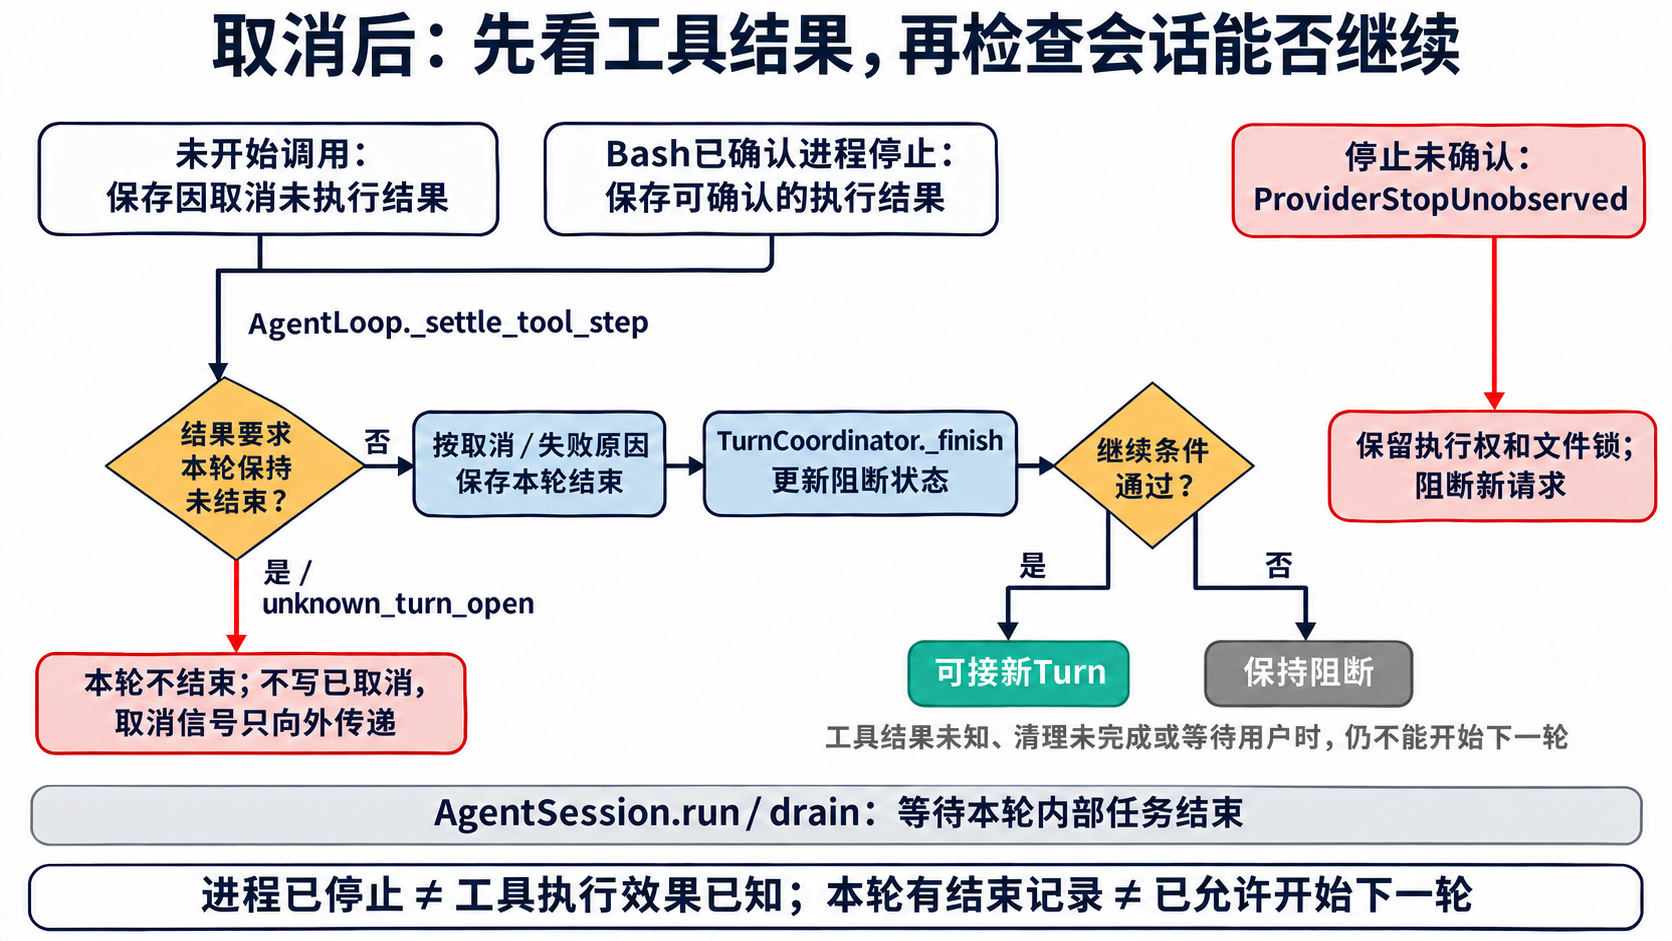 取消后：先看工具结果，再检查会话能否继续
未开始调用：
保存因取消未执行结果
Bash已确认进程停止：
保存可确认的执行结果
停止未确认：
ProviderStopUnobserved
AgentLoop._settle_tool_step
结果要求
本轮保持
未结束？
否
按取消/失败原因
保存本轮结束
TurnCoordinator._finish
更新阻断状态
继续条件
通过？
保留执行权和文件锁；
阻断新请求
是 /
unknown_turn_open
是
否
本轮不结束；不写已取消，
取消信号只向外传递
可接新Turn
保持阻断
工具结果未知、清理未完成或等待用户时，仍不能开始下一轮
AgentSession.run / drain：等待本轮内部任务结束
进程已停止 ≠ 工具执行效果已知；本轮有结束记录 ≠ 已允许开始下一轮